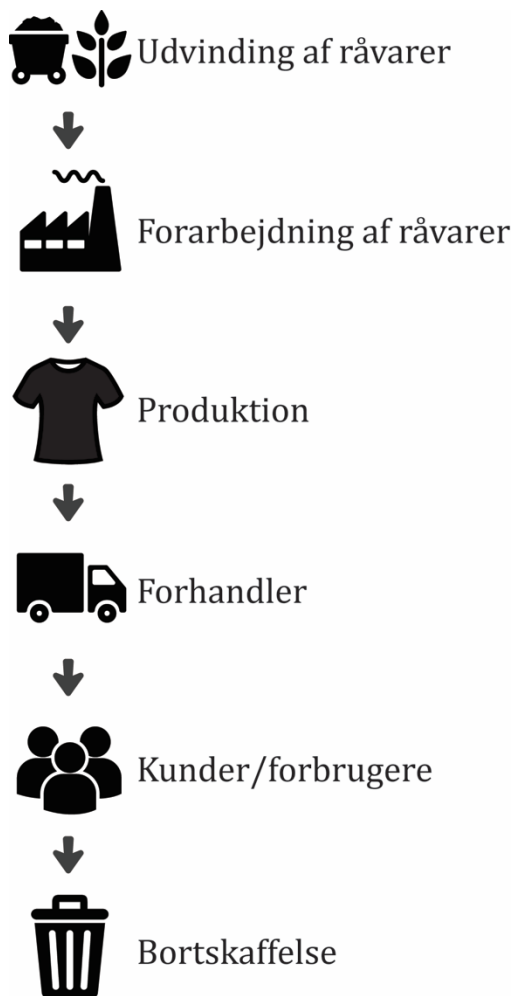 Udvinding af råvarer
Forarbejdning af råvarer
Produktion
Forhandler
Kunder/forbrugere
Bortskaffelse